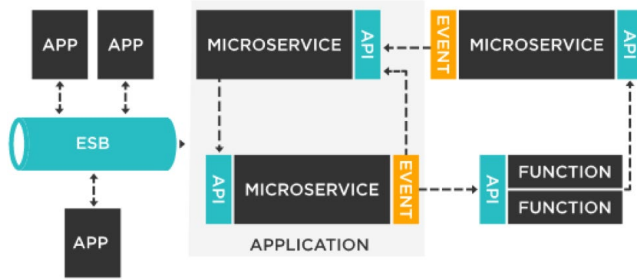 APP
APP
ESB
APP
MICROSERVICE
API
API
MICROSERVICE
EVENT
APPLICATION
EVENT
MICROSERVICE
API
API
FUNCTION
FUNCTION